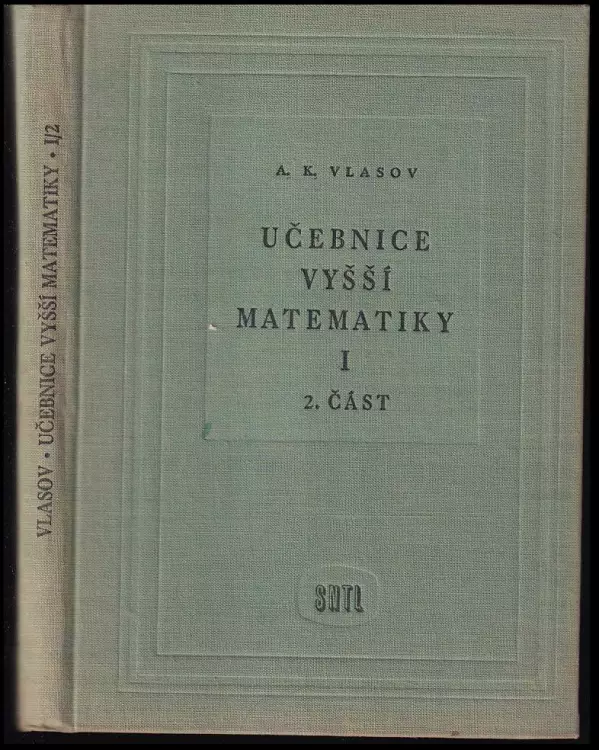 VLASOV · UČEBNICE VYŠŠÍ MATEMATIKY · I/2
A. K. VLASOV
UČEBNICE
VYŠŠÍ
MATEMATIKY
I
2. ČÁST
SNTL